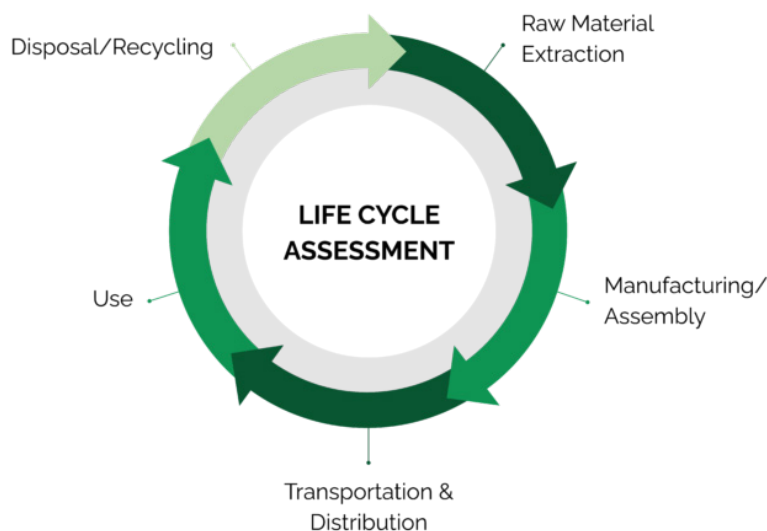 Disposal/Recycling
Raw Material
Extraction
LIFE CYCLE
ASSESSMENT
Use
Manufacturing/
Assembly
Transportation &
Distribution